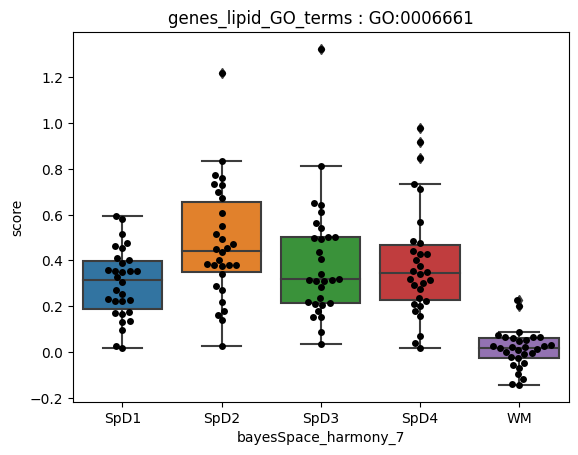 genes_lipid_GO_terms : GO:0006661
score
1.2
1.0
0.8
0.6
0.4
0.2
0.0
−0.2
SpD1 SpD2 SpD3 SpD4 WM
bayesSpace_harmony_7